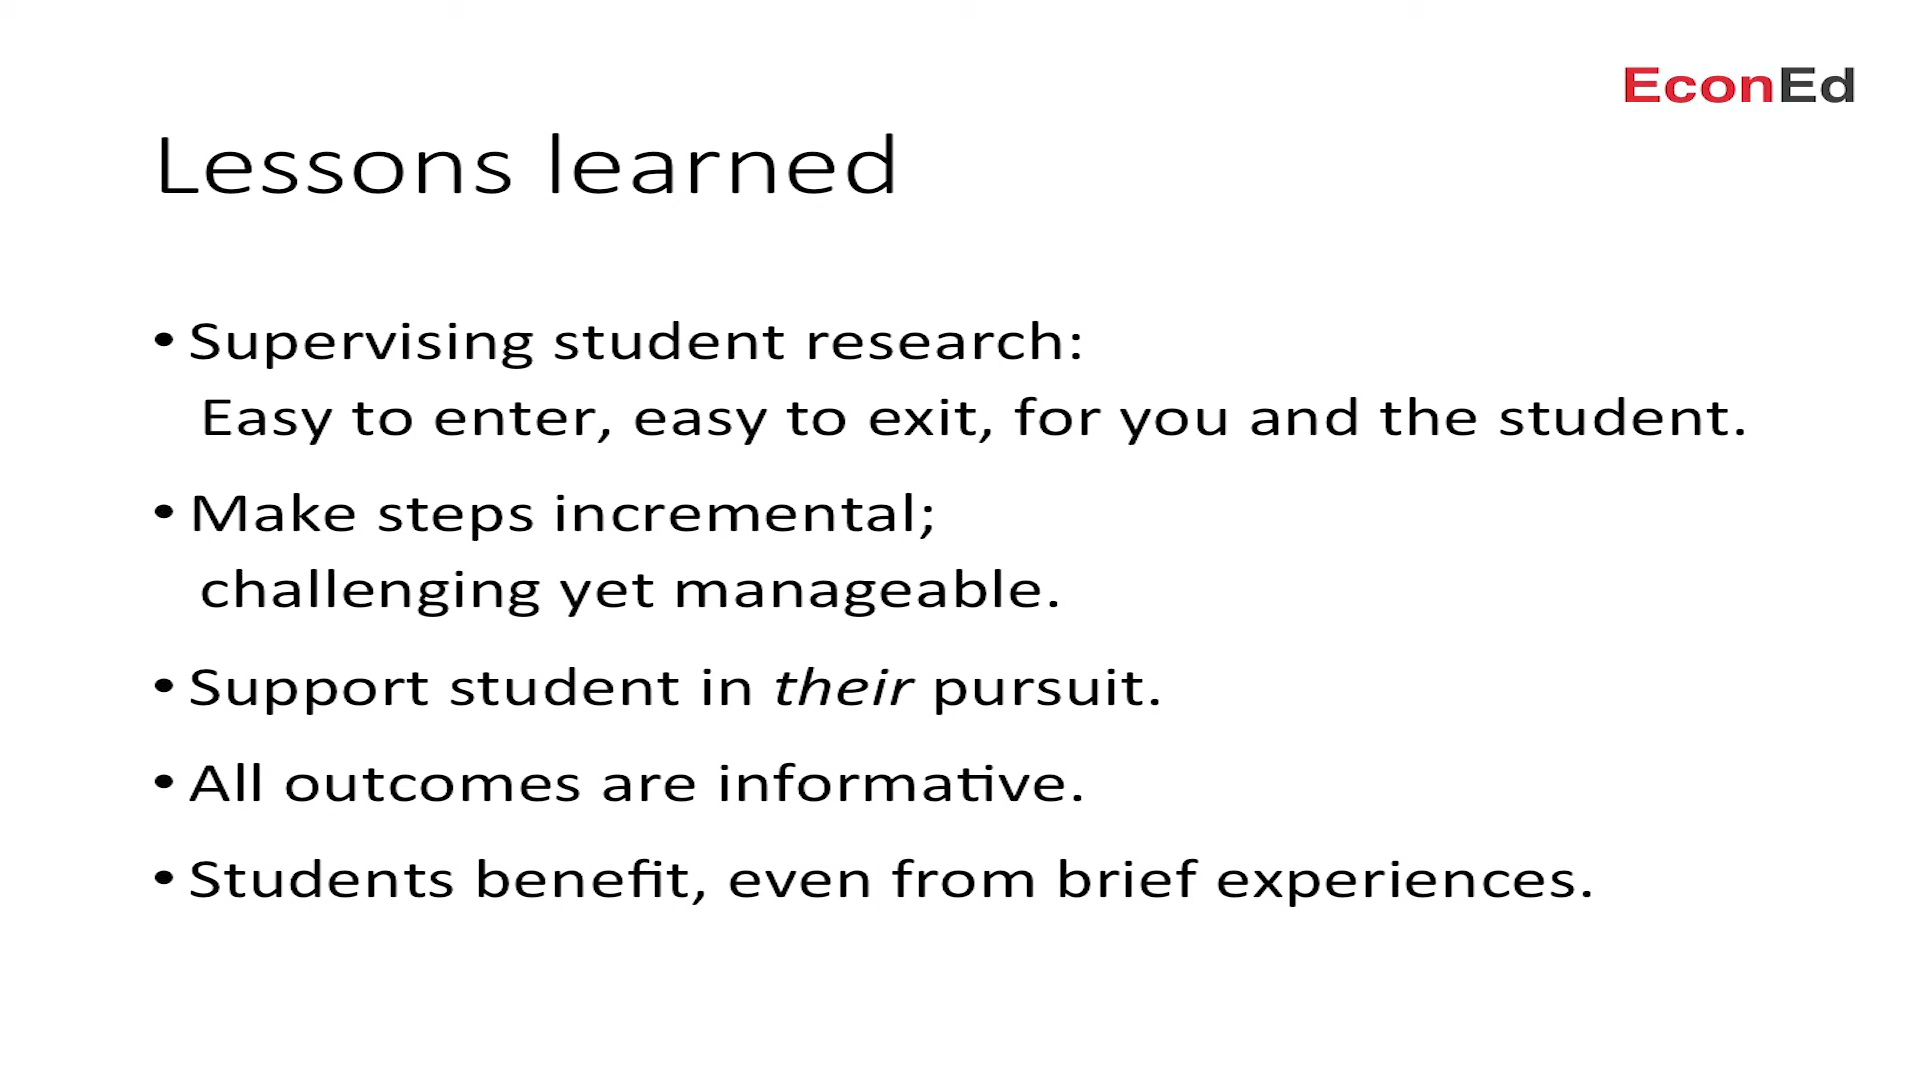 EconEd
Lessons learned
• Supervising student research:
Easy to enter, easy to exit, for you and the student.
• Make steps incremental;
challenging yet manageable.
• Support student in their pursuit.
• All outcomes are informative.
• Students benefit, even from brief experiences.